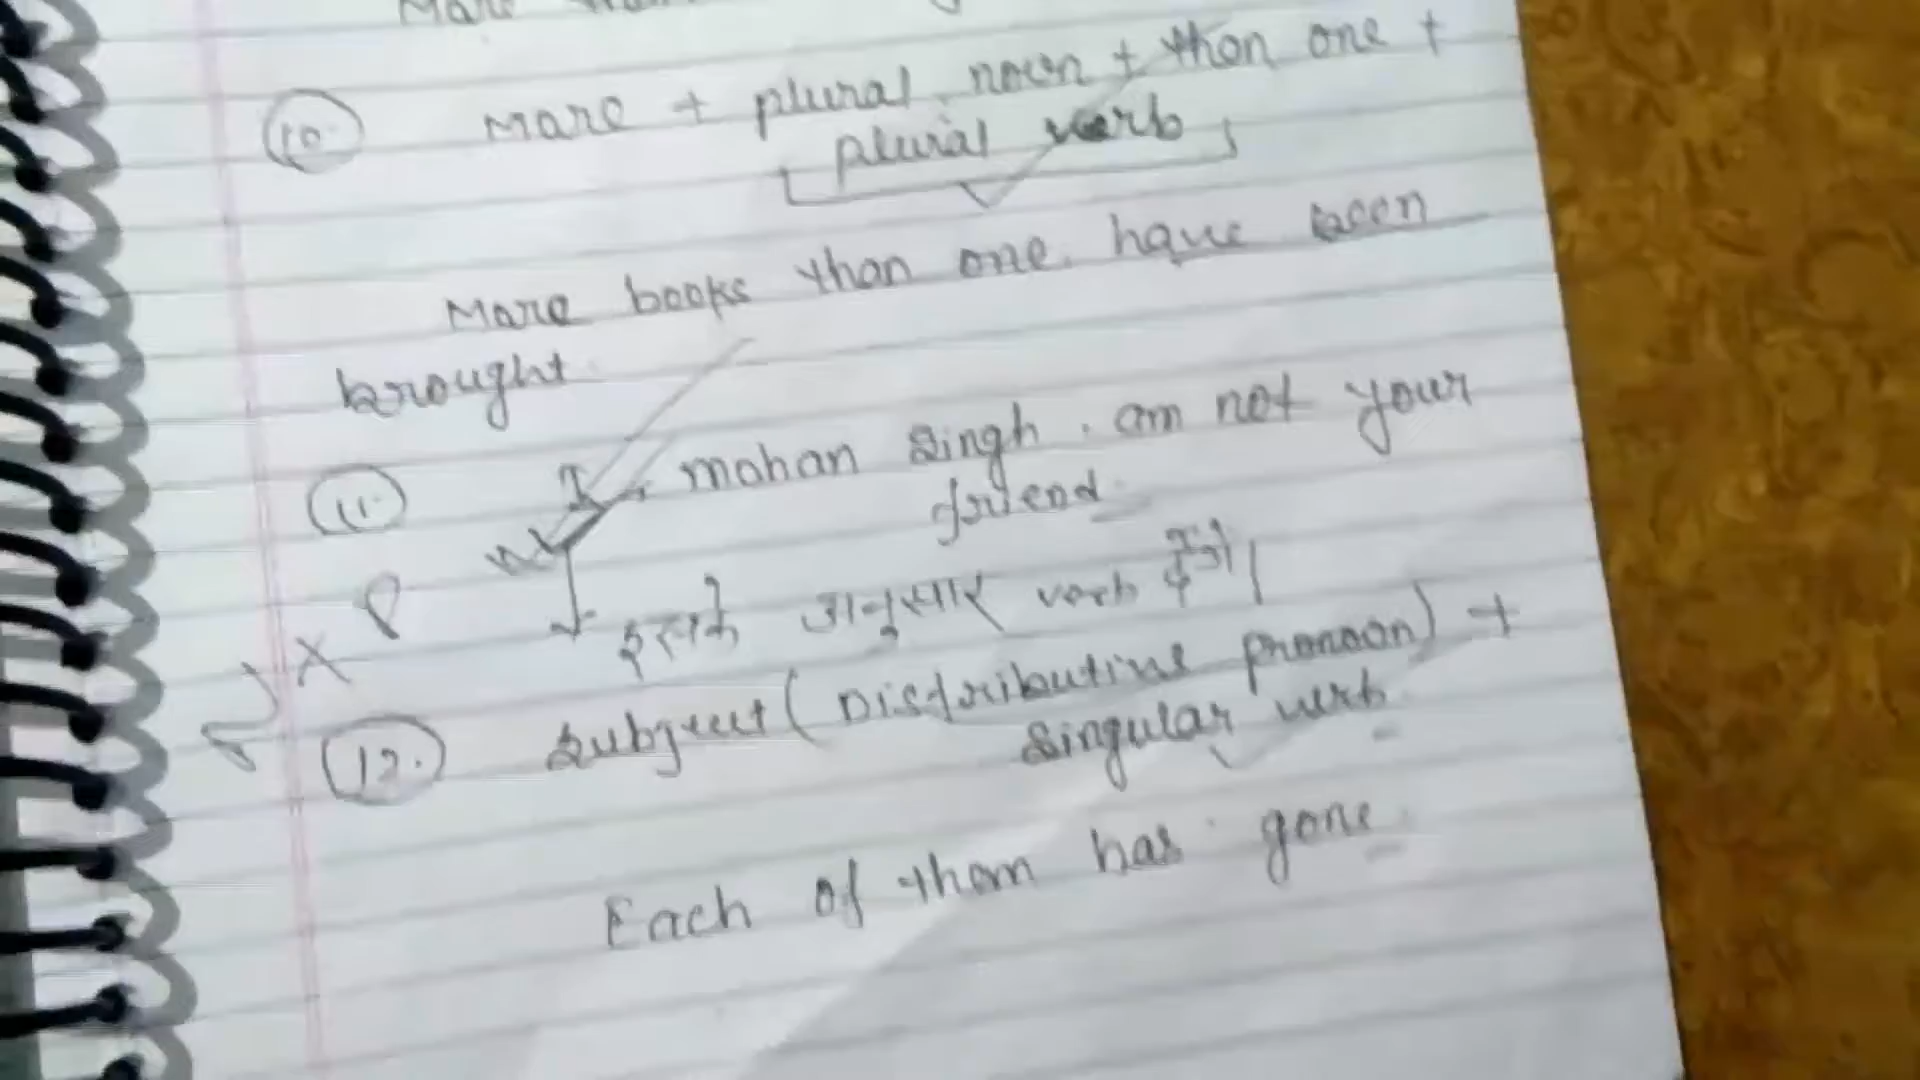 More
10. More + plural noun + than one +
plural verb
More books than one have been
brought
11. I, mohan singh, am not your
friend.
इसके अनुसार verb
12. Subject (Distributive pronoun) +
singular verb
Each of them has gone